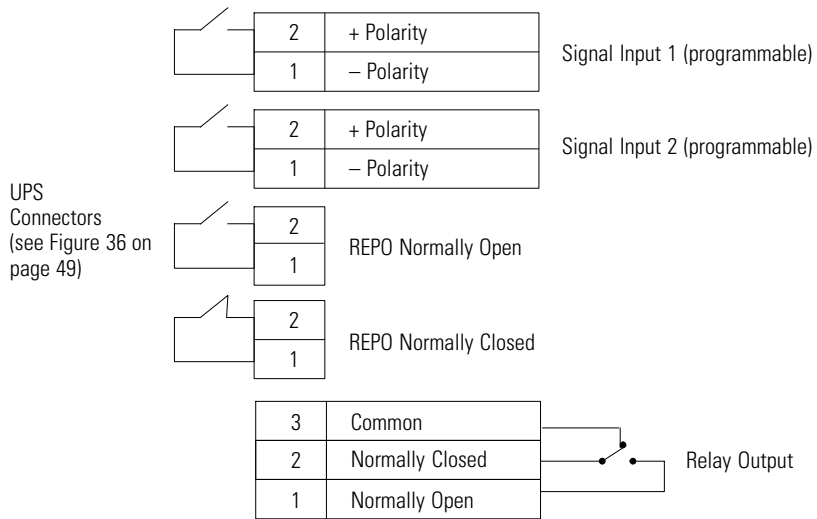 2 + Polarity
1 – Polarity
Signal Input 1 (programmable)
2 + Polarity
1 – Polarity
Signal Input 2 (programmable)
UPS
Connectors
(see Figure 36 on
page 49)
2
1
REPO Normally Open
2
1
REPO Normally Closed
3 Common
2 Normally Closed
1 Normally Open
Relay Output